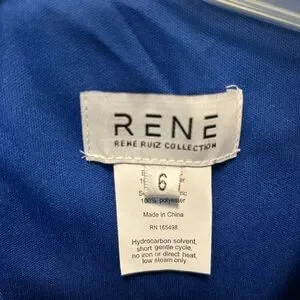 RENE
RENE RUIZ COLLECTION
6
100% polyester
Made in China
RN 165498
Hydrocarbon solvent,
short gentle cycle,
no iron or direct heat,
low steam only